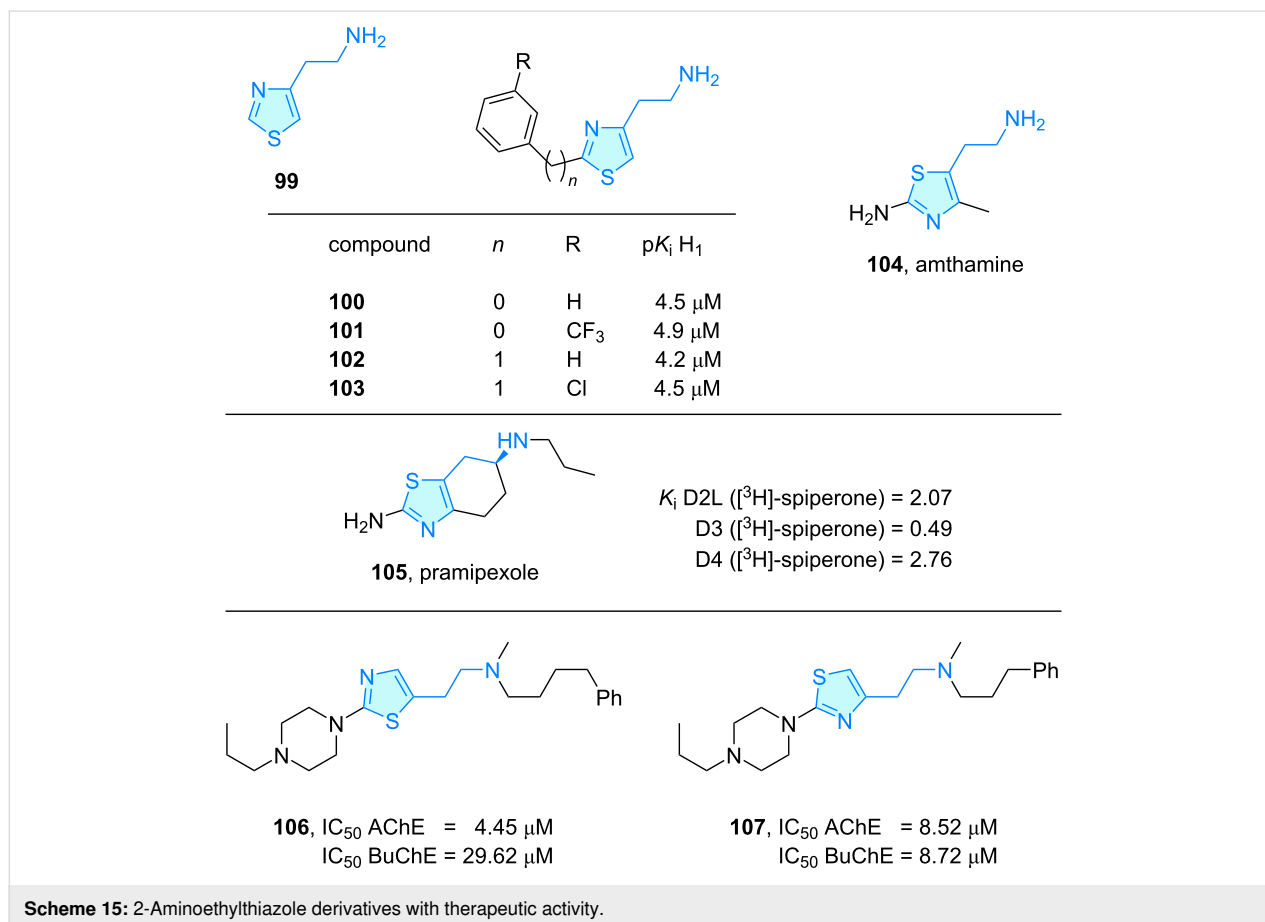 NH₂
N
S
99
R
NH₂
N
S
( )n
NH₂
S
N
H₂N
104, amthamine
compound n R pKᵢ H₁
100 0 H 4.5 μM
101 0 CF₃ 4.9 μM
102 1 H 4.2 μM
103 1 Cl 4.5 μM
HN
S
N
H₂N
105, pramipexole
Kᵢ D2L ([³H]-spiperone) = 2.07
D3 ([³H]-spiperone) = 0.49
D4 ([³H]-spiperone) = 2.76
N
S
N
N
N
Ph
106, IC₅₀ AChE = 4.45 μM
IC₅₀ BuChE = 29.62 μM
S
N
N
N
N
Ph
107, IC₅₀ AChE = 8.52 μM
IC₅₀ BuChE = 8.72 μM
Scheme 15: 2-Aminoethylthiazole derivatives with therapeutic activity.